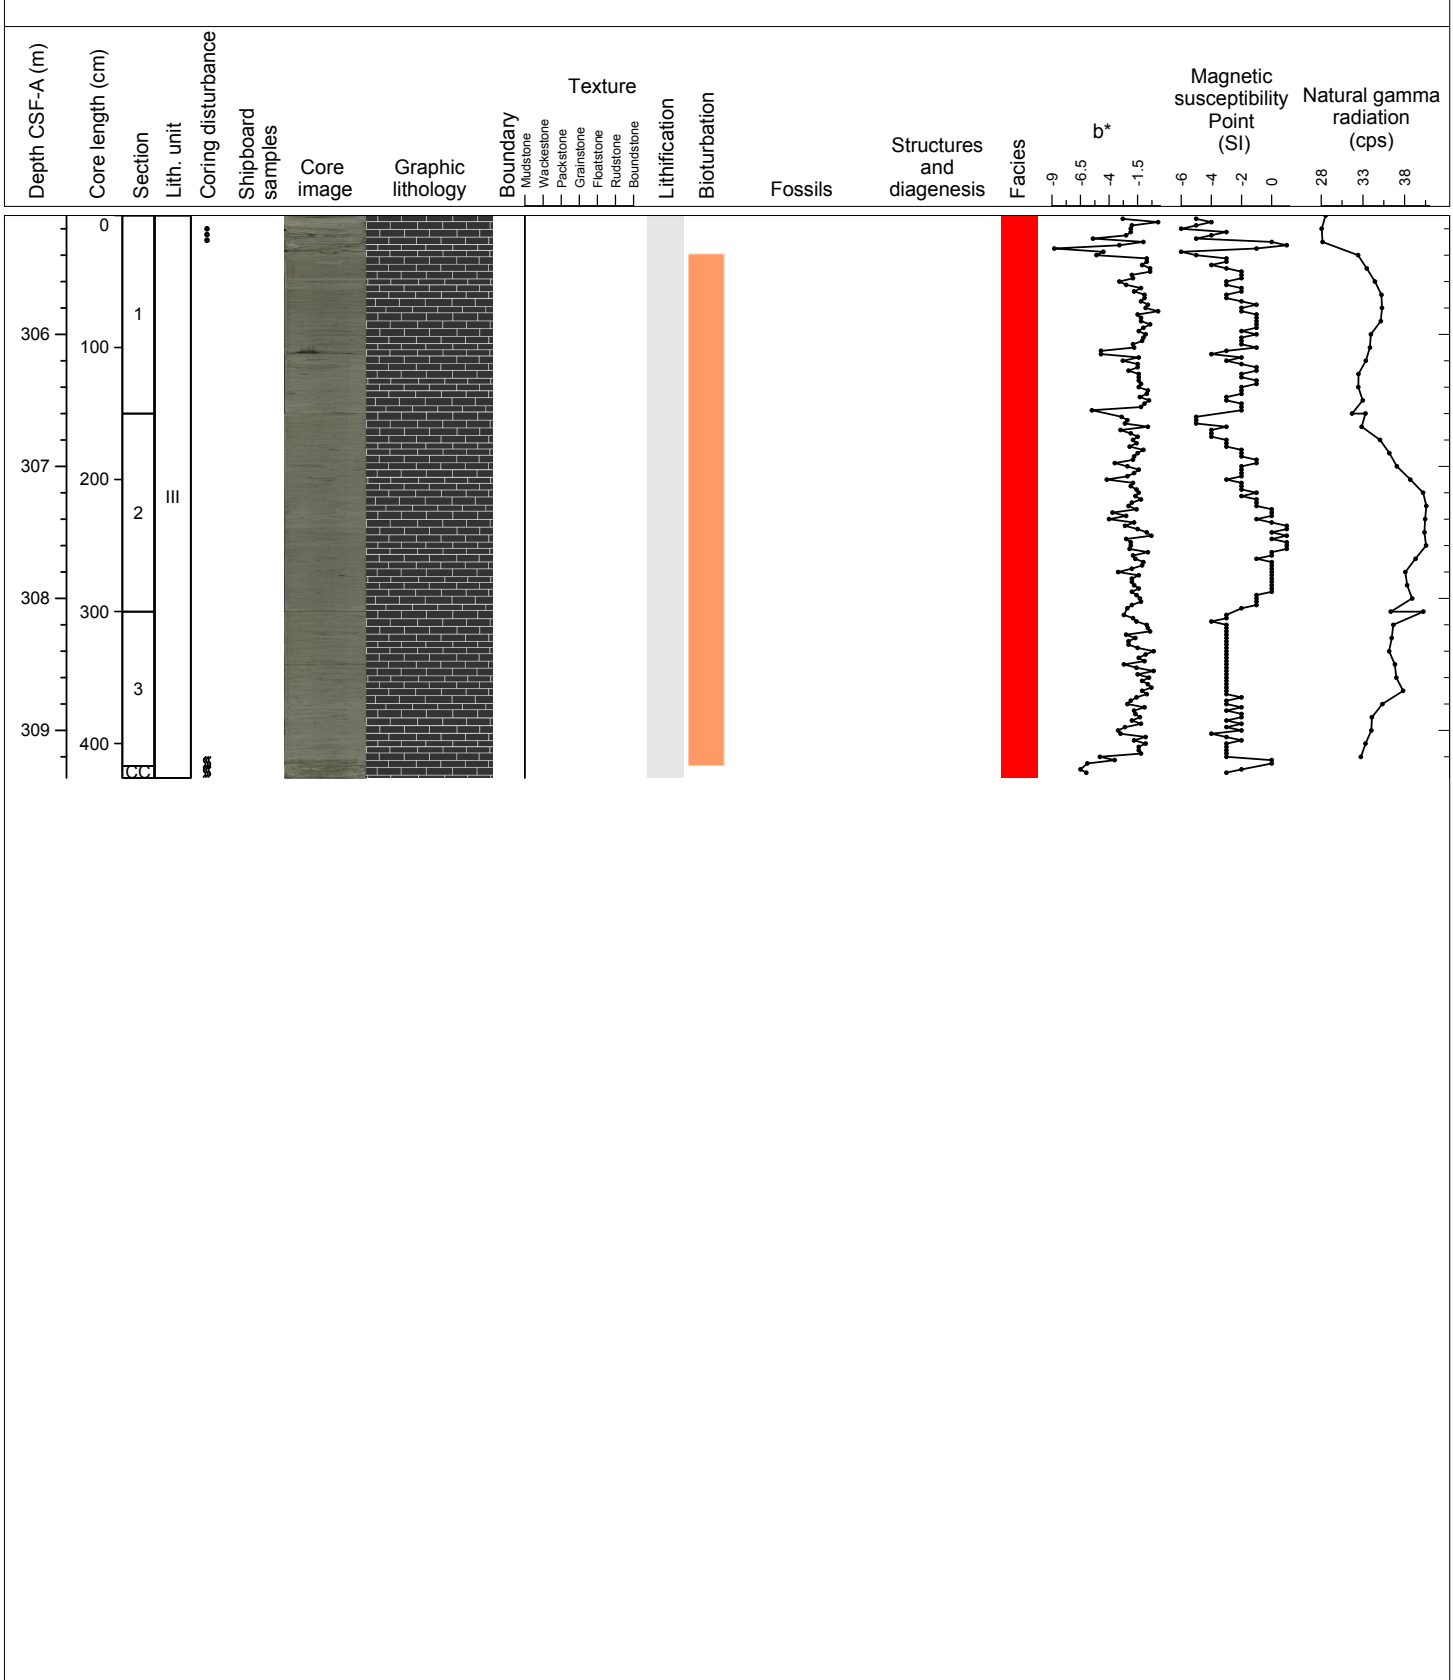 Depth CSF-A (m)
Core length (cm)
Section
Lith. unit
Coring disturbance
Shipboard
samples
Core
image
Graphic
lithology
Boundary
Texture
Mudstone
Wackestone
Packstone
Grainstone
Floatstone
Rudstone
Boundstone
Lithification
Bioturbation
Fossils
Structures
and
diagenesis
Facies
b*
-9
-6.5
-4
-1.5
Magnetic
susceptibility
Point
(SI)
-6
-4
-2
0
Natural gamma
radiation
(cps)
28
33
38
306
307
308
309
0
100
200
300
400
1
2
3
CC
III